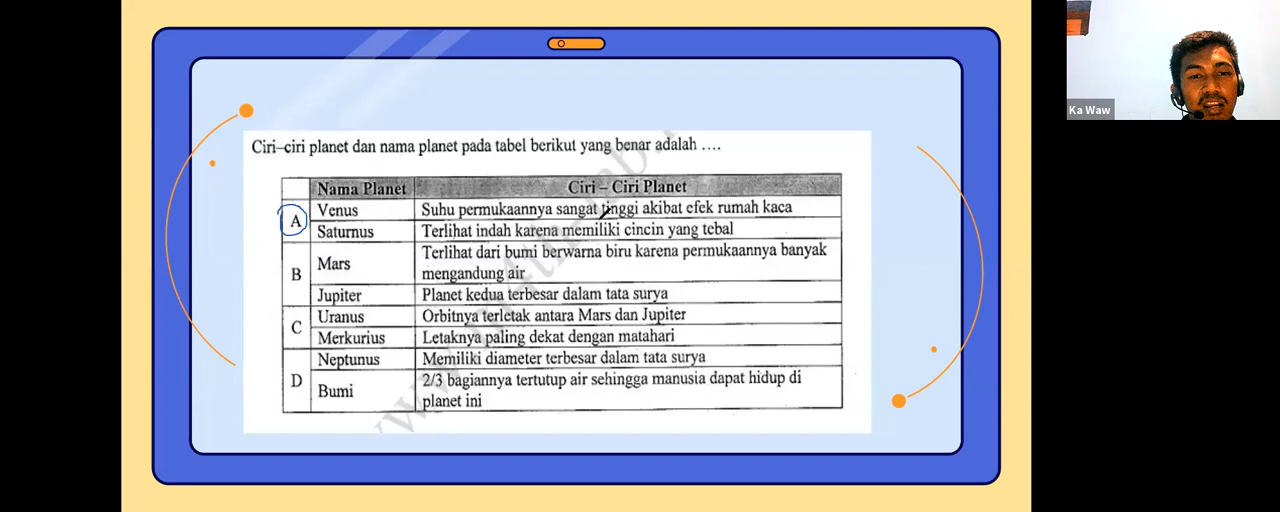 Ka Waw
Ciri–ciri planet dan nama planet pada tabel berikut yang benar adalah ….
Nama Planet Ciri – Ciri Planet
A
Venus Suhu permukaannya sangat tinggi akibat efek rumah kaca
Saturnus Terlihat indah karena memiliki cincin yang tebal
B
Mars Terlihat dari bumi berwarna biru karena permukaannya banyak
mengandung air
Jupiter Planet kedua terbesar dalam tata surya
C
Uranus Orbitnya terletak antara Mars dan Jupiter
Merkurius Letaknya paling dekat dengan matahari
D
Neptunus Memiliki diameter terbesar dalam tata surya
Bumi 2/3 bagiannya tertutup air sehingga manusia dapat hidup di
planet ini